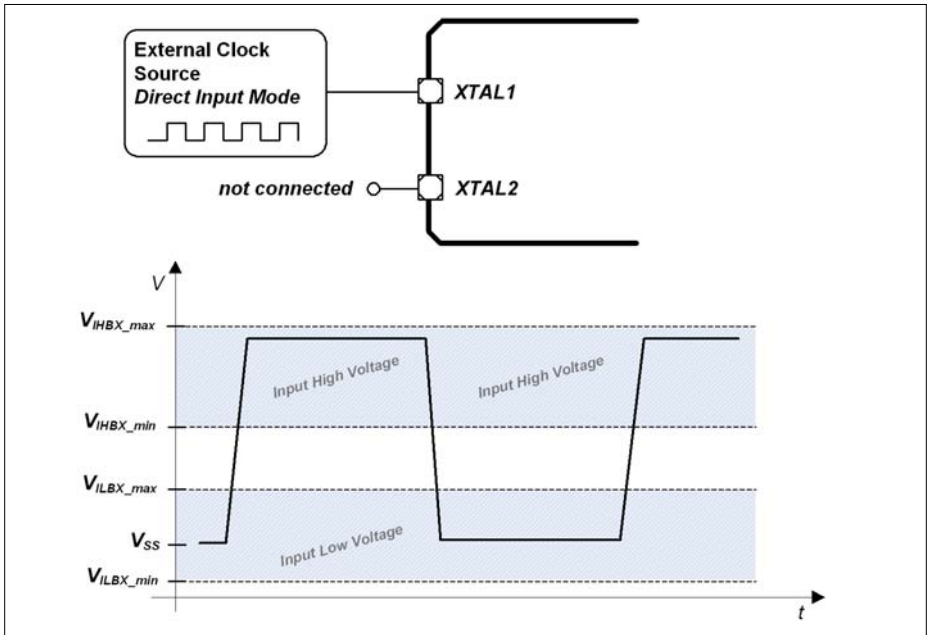 External Clock
Source
Direct Input Mode
XTAL1
not connected
XTAL2
V
VIHBX_max
Input High Voltage
Input High Voltage
VIHBX_min
VILBX_max
VSS
Input Low Voltage
VILBX_min
t